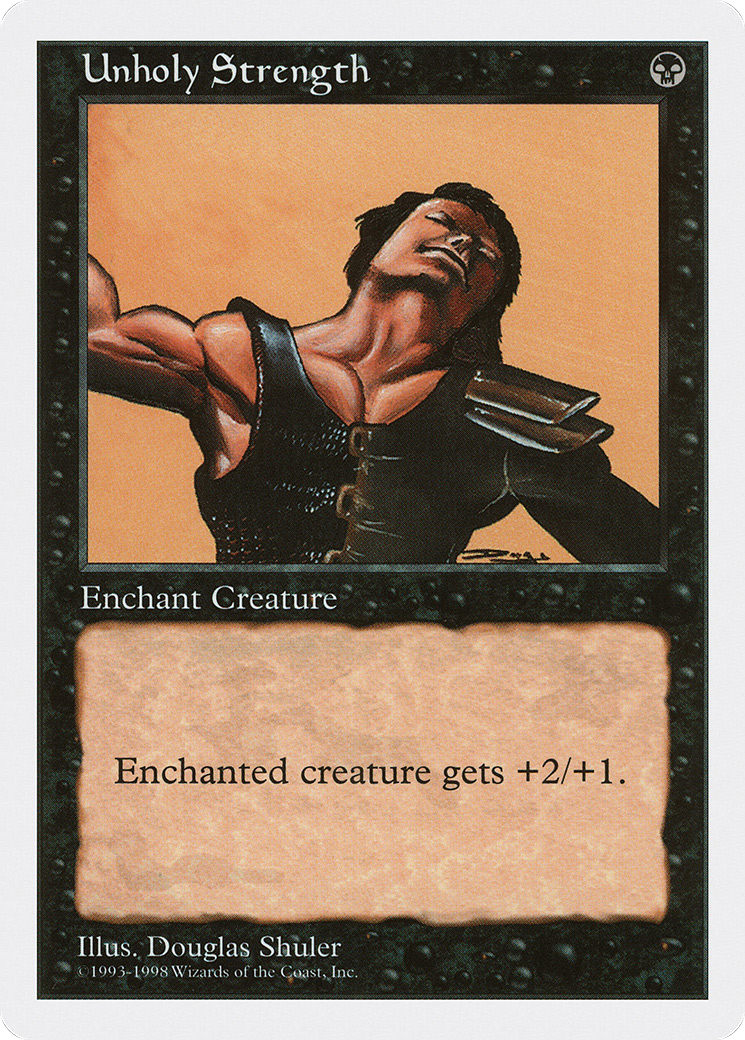 Unholy Strength
Enchant Creature
Enchanted creature gets +2/+1.
Illus. Douglas Shuler
©1993-1998 Wizards of the Coast, Inc.